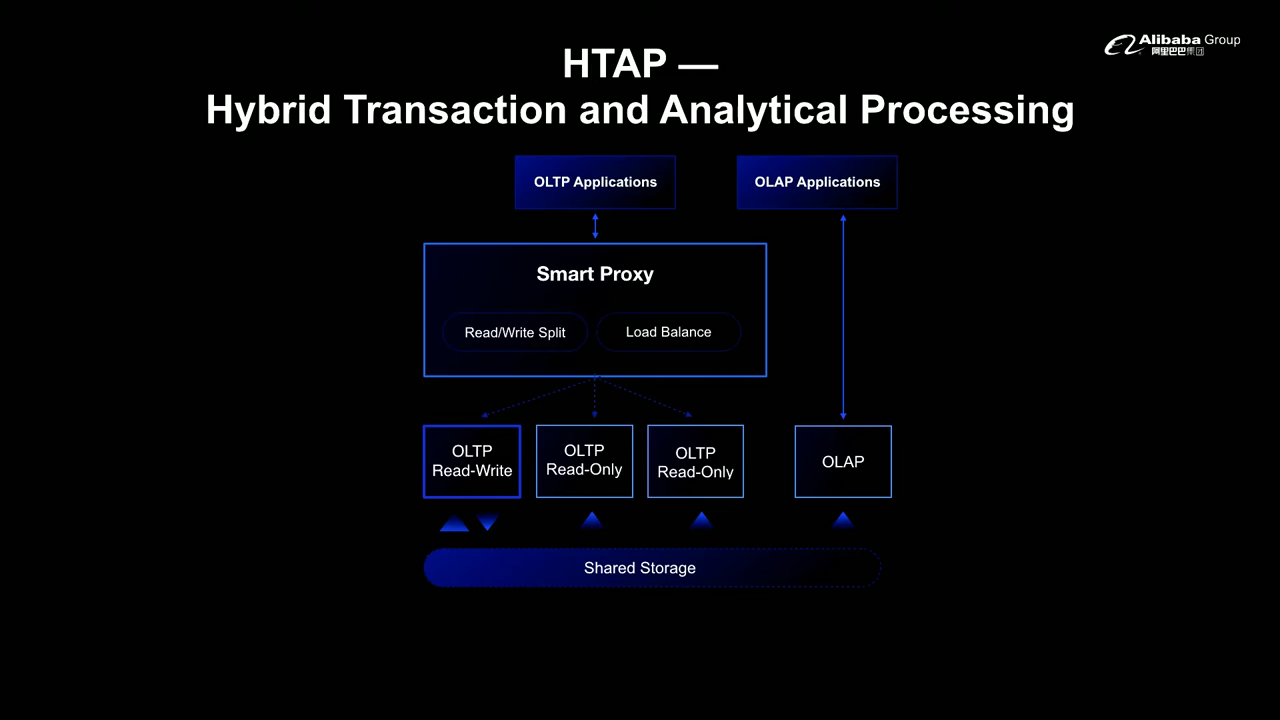 Alibaba Group
阿里巴巴集团
HTAP —
Hybrid Transaction and Analytical Processing
OLTP Applications
OLAP Applications
Smart Proxy
Read/Write Split
Load Balance
OLTP
Read-Write
OLTP
Read-Only
OLTP
Read-Only
OLAP
Shared Storage